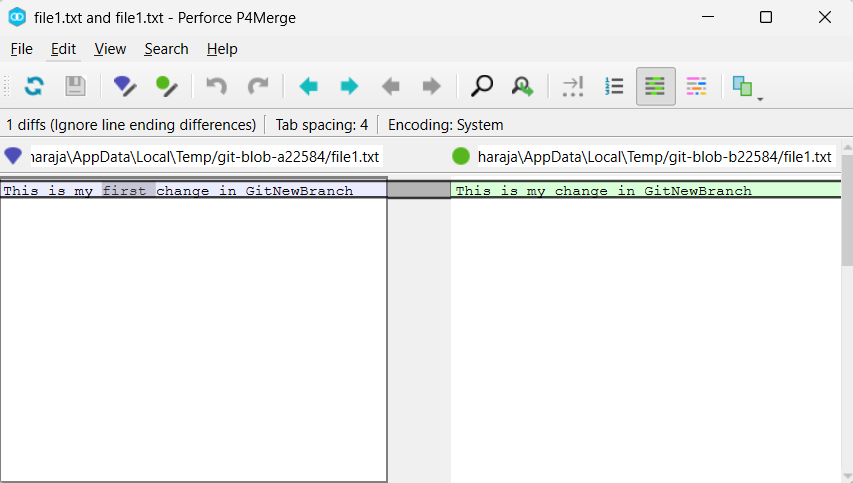 file1.txt and file1.txt - Perforce P4Merge
File Edit View Search Help
1 diffs (Ignore line ending differences) Tab spacing: 4 Encoding: System
haraja\AppData\Local\Temp/git-blob-a22584/file1.txt haraja\AppData\Local\Temp/git-blob-b22584/file1.txt
This is my first change in GitNewBranch This is my change in GitNewBranch